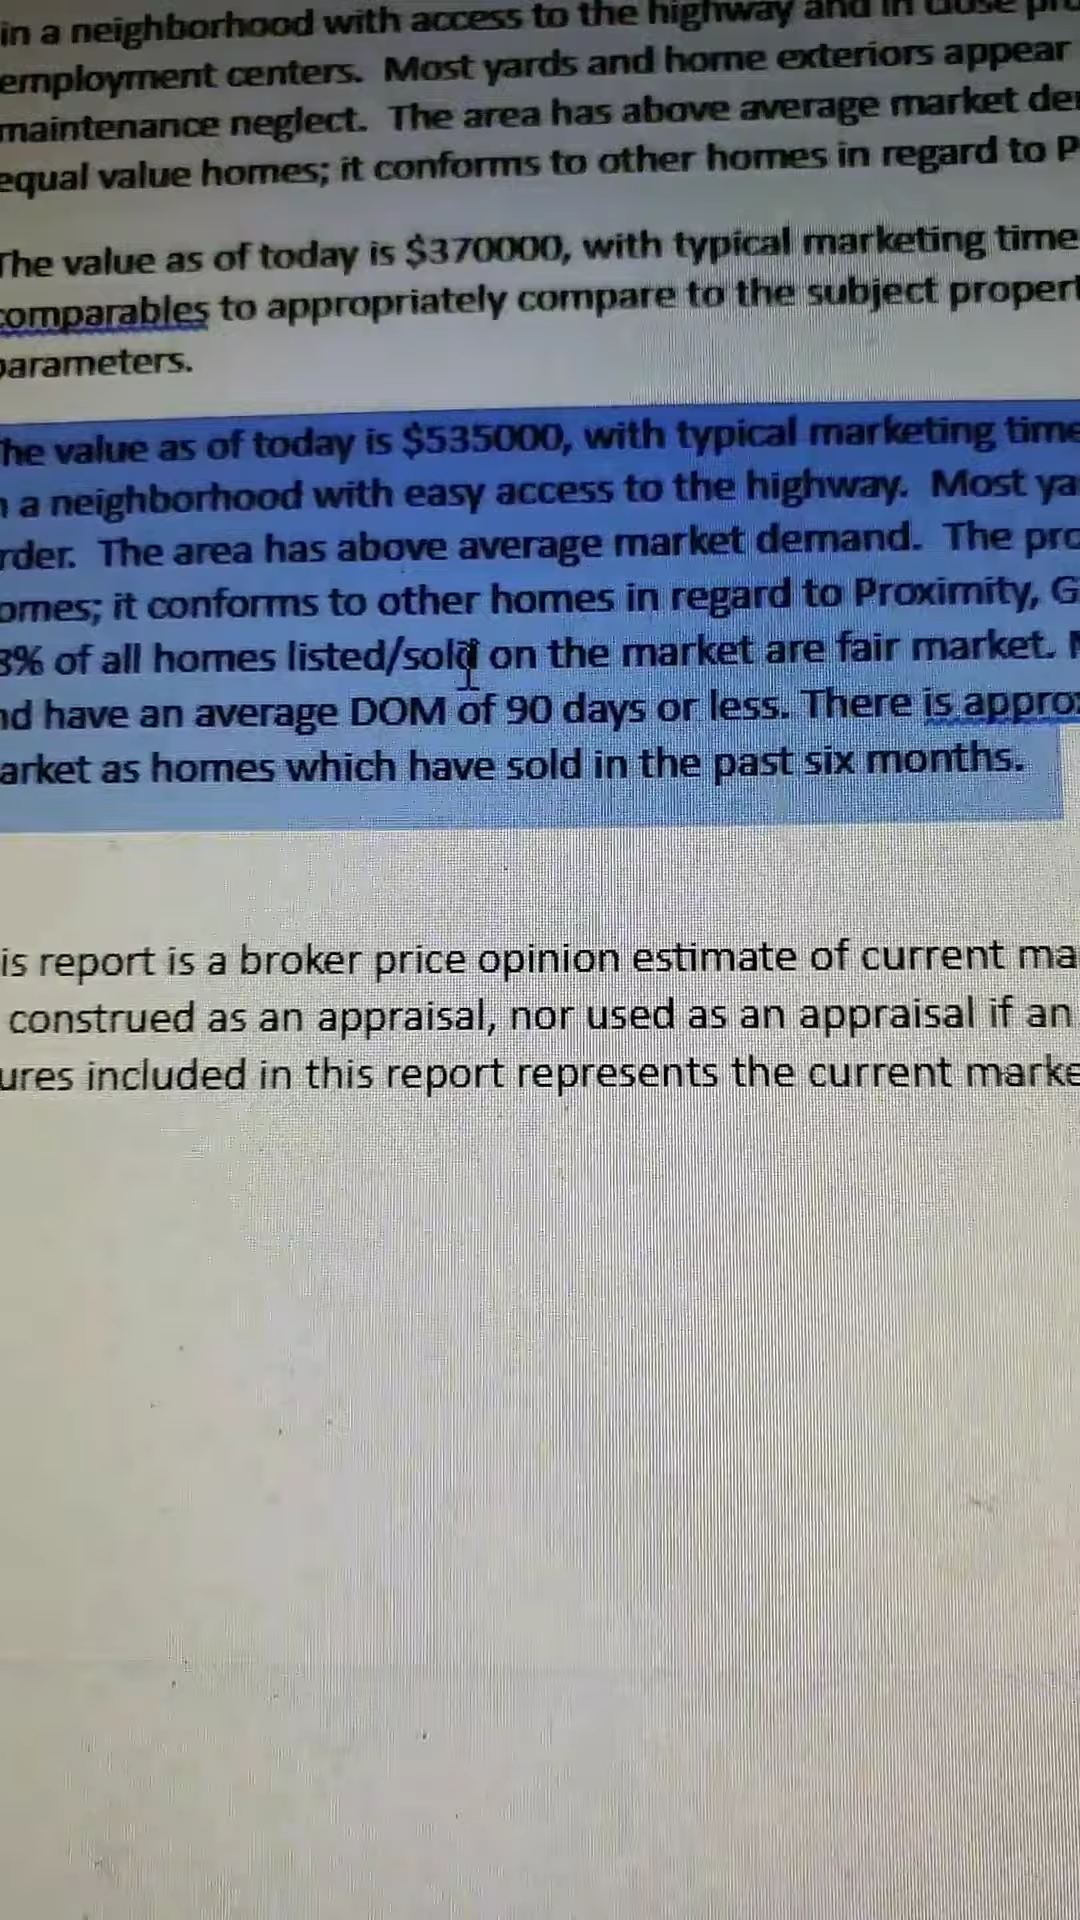 in a neighborhood with access to the highway and in close
employment centers. Most yards and home exteriors appear
maintenance neglect. The area has above average market
equal value homes; it conforms to other homes in regard to P
The value as of today is $370000, with typical marketing time
comparables to appropriately compare to the subject propert
parameters.
The value as of today is $535000, with typical marketing time
a neighborhood with easy access to the highway. Most ya
rder. The area has above average market demand. The pro
omes; it conforms to other homes in regard to Proximity, G
3% of all homes listed/sold on the market are fair market.
nd have an average DOM of 90 days or less. There is appro
arket as homes which have sold in the past six months.
is report is a broker price opinion estimate of current ma
construed as an appraisal, nor used as an appraisal if an
ures included in this report represents the current marke